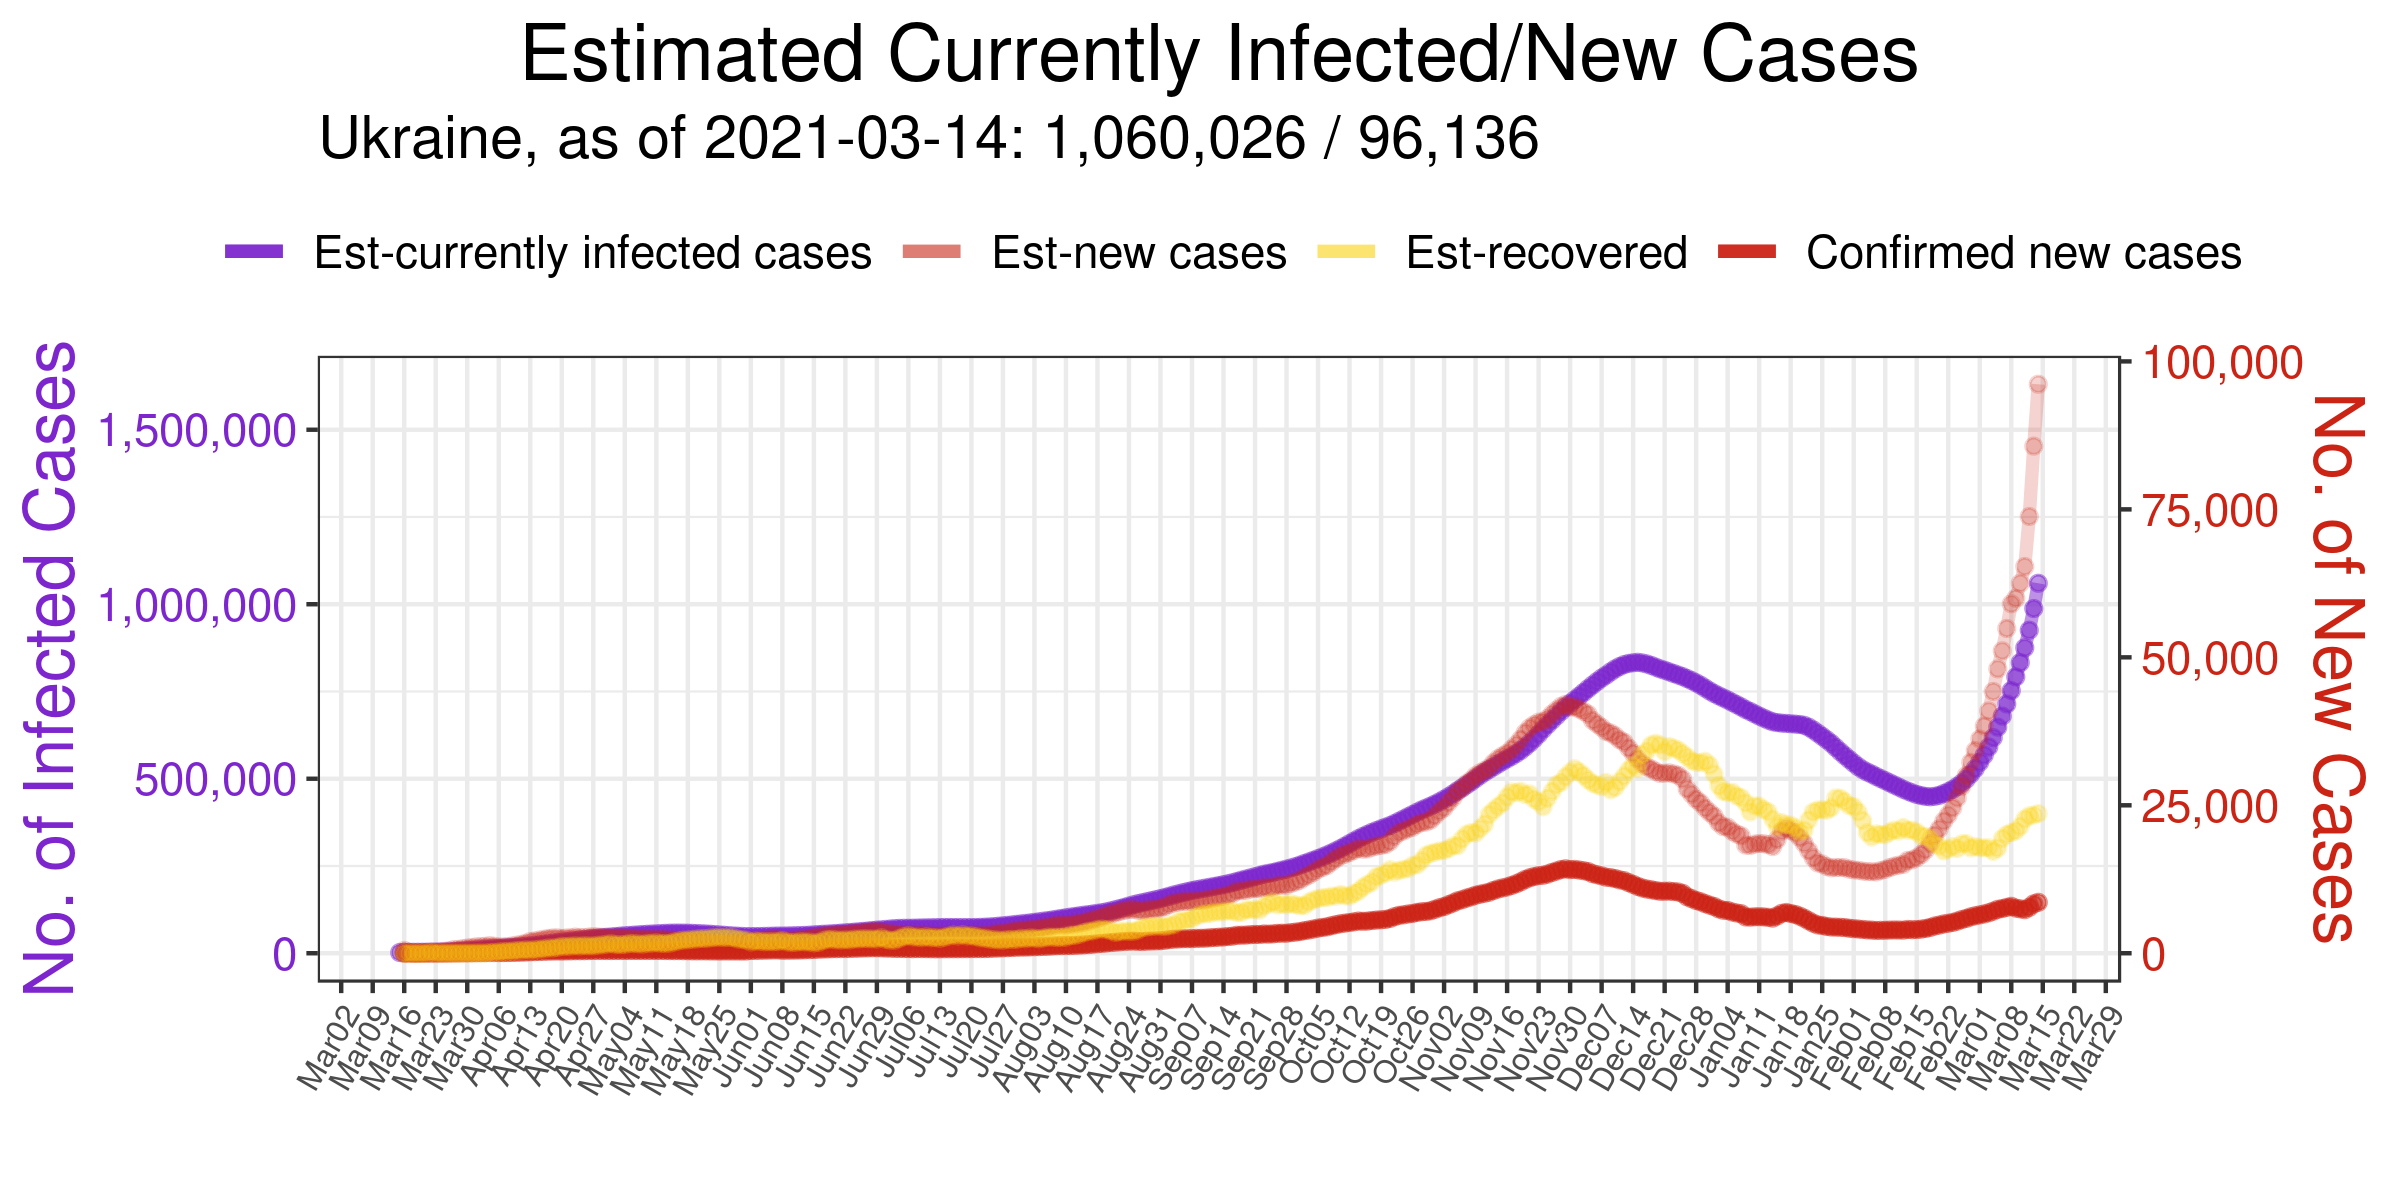 Estimated Currently Infected/New Cases
Ukraine, as of 2021-03-14: 1,060,026 / 96,136
Est-currently infected cases Est-new cases Est-recovered Confirmed new cases
No. of Infected Cases
1,500,000
1,000,000
500,000
0
100,000
75,000
50,000
25,000
0
No. of New Cases
Mar02 Mar09 Mar16 Mar23 Mar30 Apr06 Apr13 Apr20 Apr27 May04 May11 May18 May25 Jun01 Jun08 Jun15 Jun22 Jun29 Jul06 Jul13 Jul20 Jul27 Aug03 Aug10 Aug17 Aug24 Aug31 Sep07 Sep14 Sep21 Sep28 Oct05 Oct12 Oct19 Oct26 Nov02 Nov09 Nov16 Nov23 Nov30 Dec07 Dec14 Dec21 Dec28 Jan04 Jan11 Jan18 Jan25 Feb01 Feb08 Feb15 Feb22 Mar01 Mar08 Mar15 Mar22 Mar29